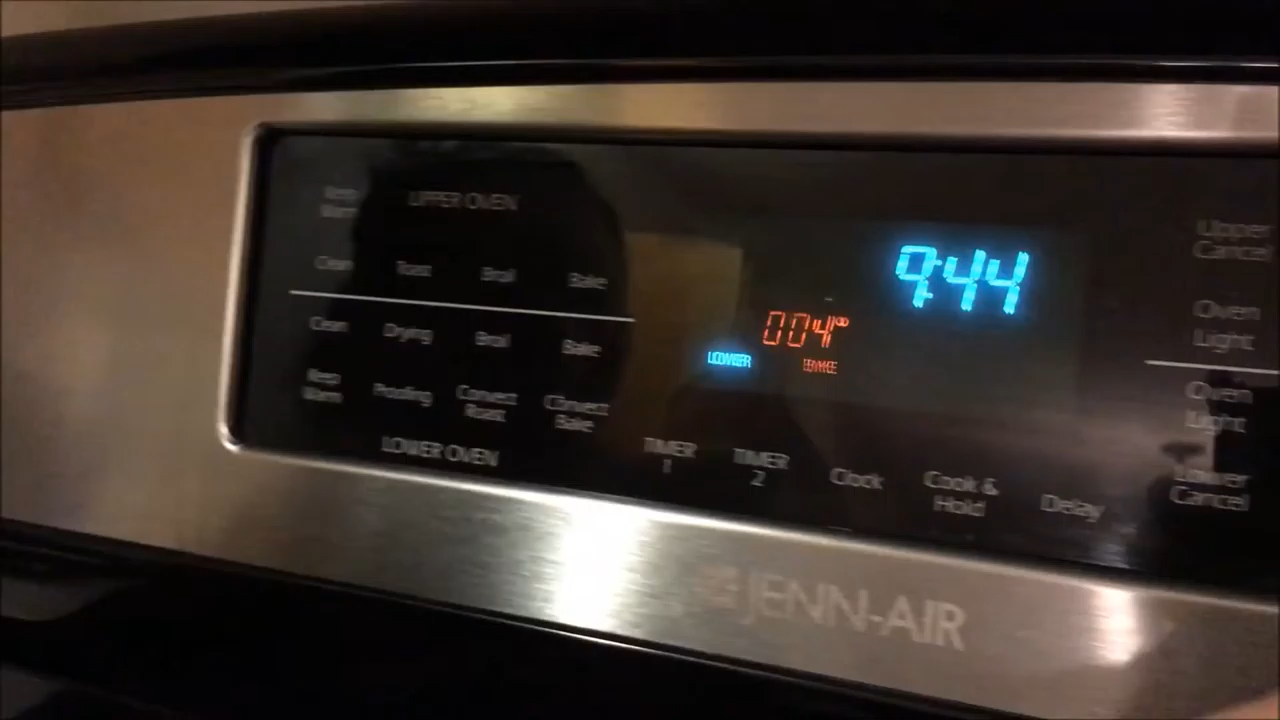 UPPER OVEN
Keep Warm
Clean Toast Broil Bake
Clean Drying Broil Bake
Keep Warm Proofing Convect Roast Convect Bake
LOWER OVEN
9:44
LOWER
TIMER 1 TIMER 2 Clock Cook & Hold Delay
Upper Cancel
Oven Light
Oven Light
Lower Cancel
JENN-AIR